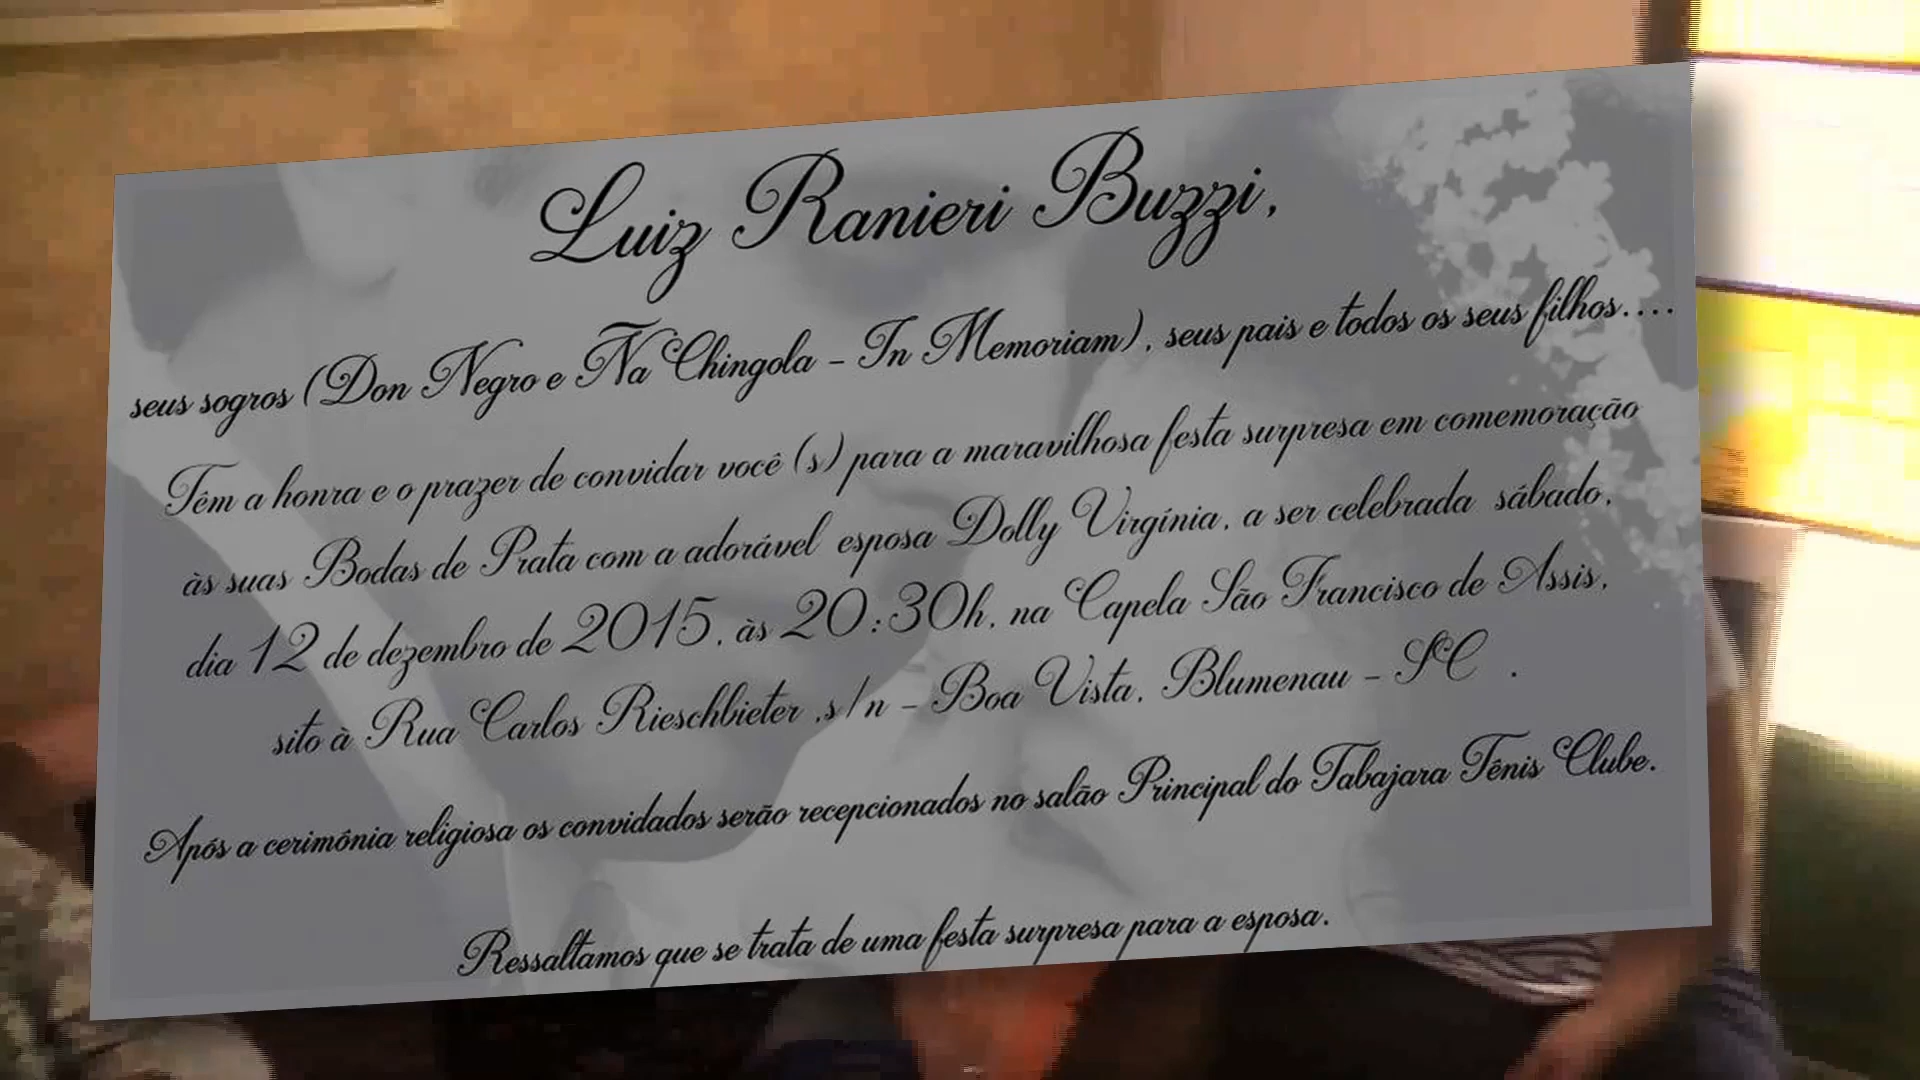 Luiz Ranieri Buzzi,
seus sogros (Don Negro e Ña Chingola - In Memoriam), seus pais e todos os seus filhos....
Têm a honra e o prazer de convidar você (s) para a maravilhosa festa surpresa em comemoração
às suas Bodas de Prata com a adorável esposa Dolly Virgínia, a ser celebrada sábado,
dia 12 de dezembro de 2015, às 20:30h, na Capela São Francisco de Assis,
sito à Rua Carlos Rieschbieter ,s/n - Boa Vista, Blumenau - SC .
Após a cerimônia religiosa os convidados serão recepcionados no salão Principal do Tabajara Tênis Clube.
Ressaltamos que se trata de uma festa surpresa para a esposa.